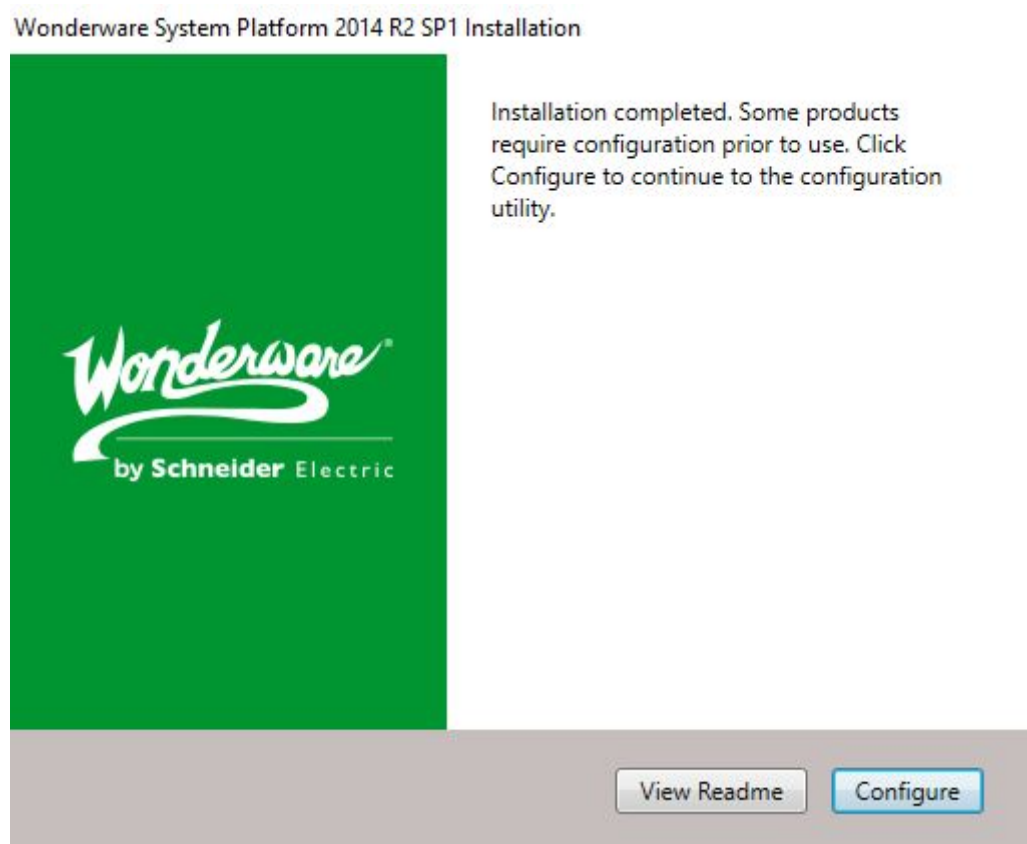 Wonderware System Platform 2014 R2 SP1 Installation
Installation completed. Some products
require configuration prior to use. Click
Configure to continue to the configuration
utility.
Wonderware®
by Schneider Electric
View Readme
Configure